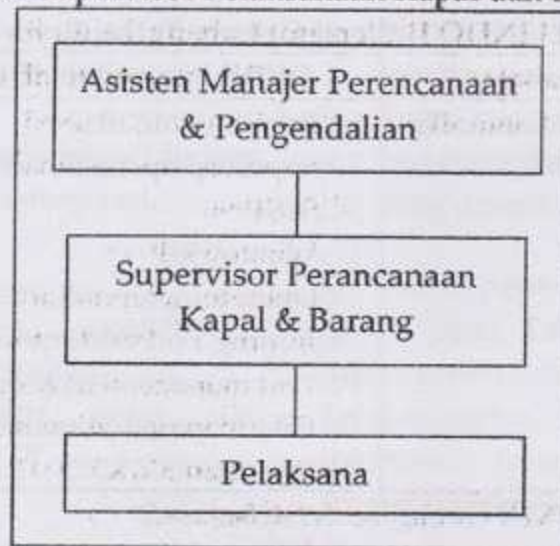 Asisten Manajer Perencanaan
& Pengendalian
Supervisor Perancanaan
Kapal & Barang
Pelaksana